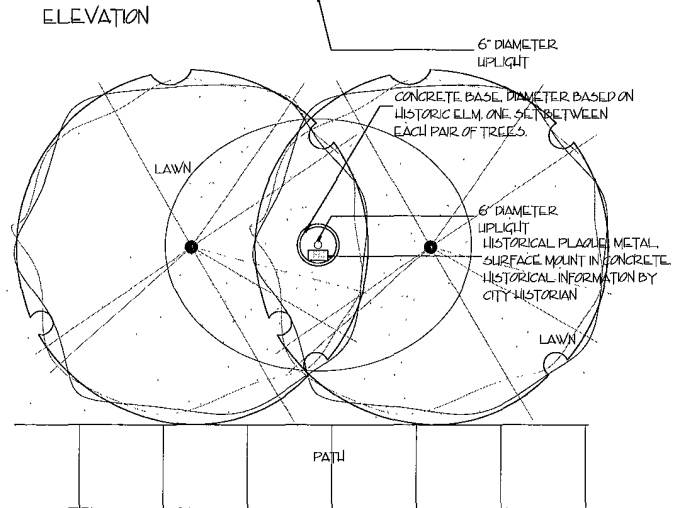 ELEVATION
6" DIAMETER
UPLIGHT
CONCRETE BASE, DIAMETER BASED ON
HISTORIC ELM. ONE SET BETWEEN
EACH PAIR OF TREES.
LAWN
6" DIAMETER
UPLIGHT
HISTORICAL PLAQUE, METAL,
SURFACE MOUNT IN CONCRETE.
HISTORICAL INFORMATION BY
CITY HISTORIAN
LAWN
PATH